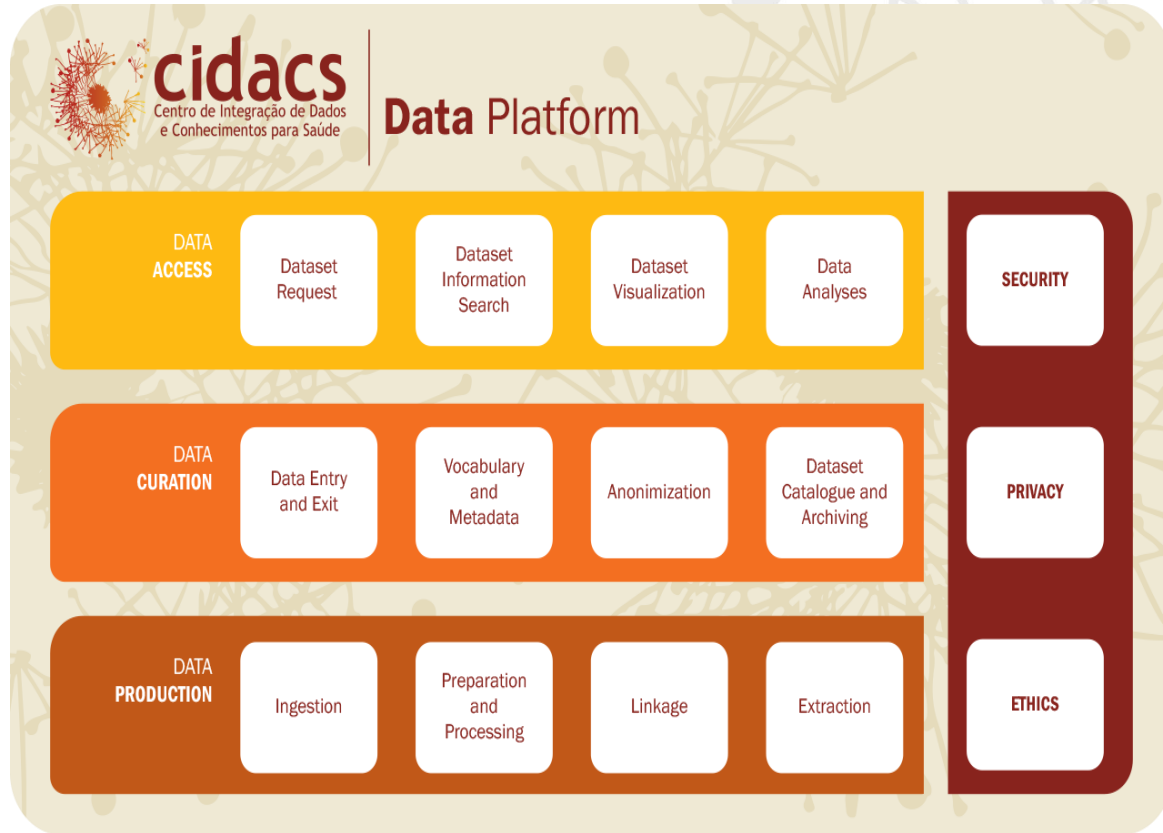 cidacs
Centro de Integração de Dados
e Conhecimentos para Saúde
Data Platform
DATA
ACCESS
Dataset
Request
Dataset
Information
Search
Dataset
Visualization
Data
Analyses
SECURITY
DATA
CURATION
Data Entry
and Exit
Vocabulary
and
Metadata
Anonimization
Dataset
Catalogue and
Archiving
PRIVACY
DATA
PRODUCTION
Ingestion
Preparation
and
Processing
Linkage
Extraction
ETHICS